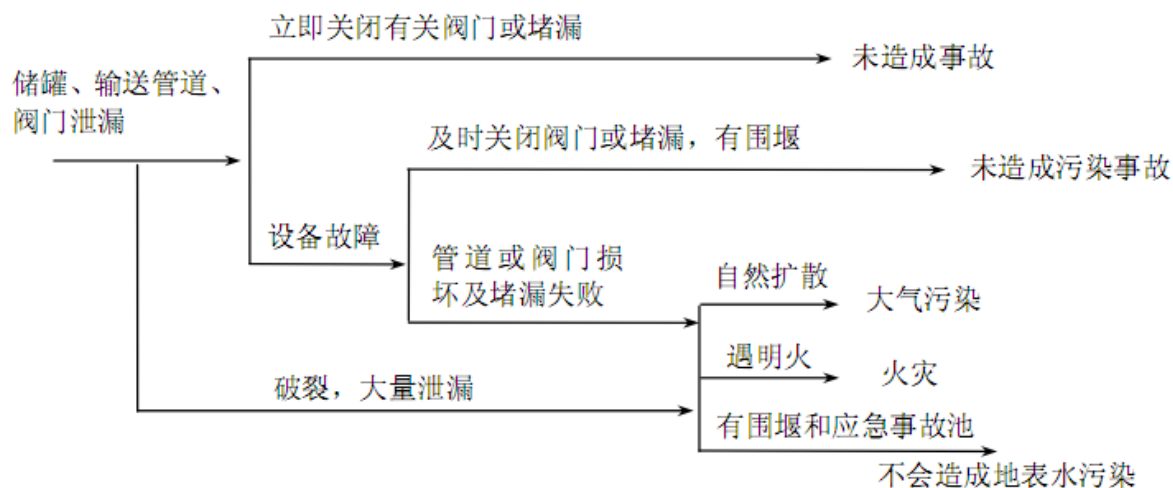 立即关闭有关阀门或堵漏
未造成事故
储罐、输送管道、
阀门泄漏
及时关闭阀门或堵漏，有围堰
未造成污染事故
设备故障
管道或阀门损
坏及堵漏失败
自然扩散
大气污染
遇明火
火灾
破裂，大量泄漏
有围堰和应急事故池
不会造成地表水污染